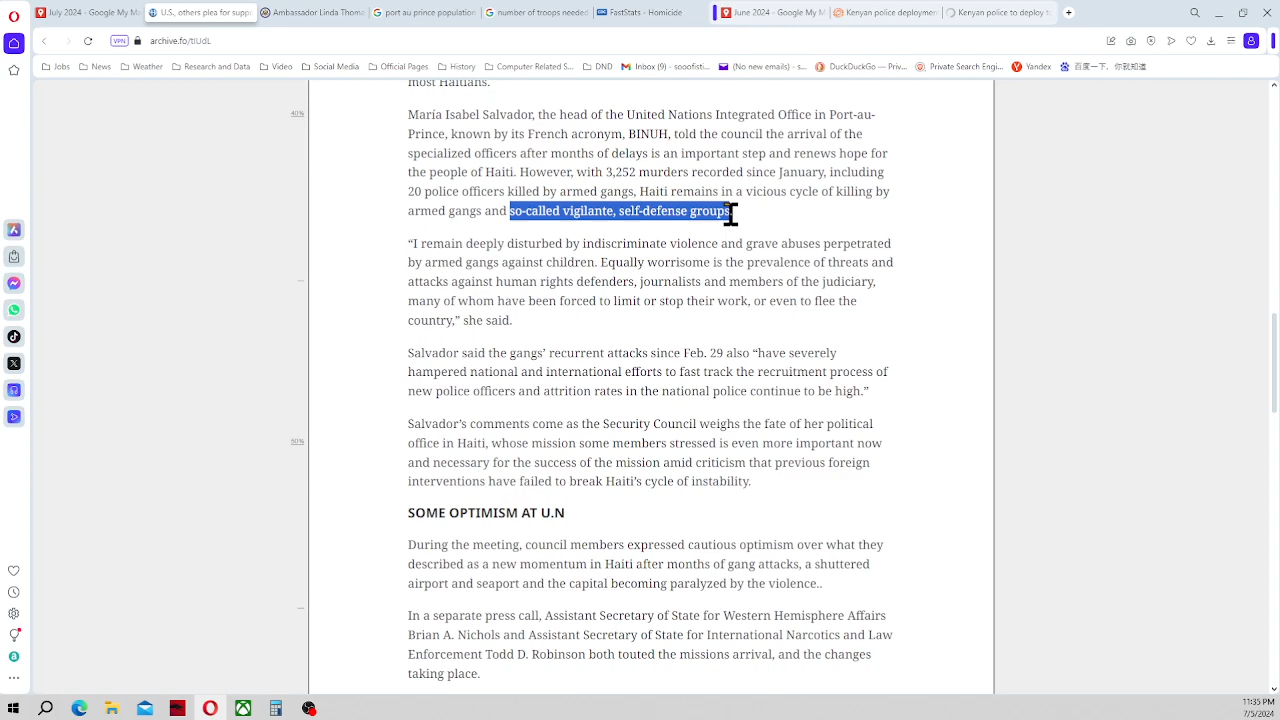 July 2024 - Google My M
U.S., others plea for supp
Ambassador Linda Thoma
port au prince population
number of troops needed
FastStats - Homicide
June 2024 - Google My M
Kenyan police deployment
Kenyan police to deploy to
VPN
archive.fo/tIUdL
Jobs
News
Weather
Research and Data
Video
Social Media
Official Pages
History
Computer Related S...
DND
Inbox (9) - sooofisti...
(No new emails) - s...
DuckDuckGo — Priv...
Private Search Engi...
Yandex
百度一下，你就知道
most Haitians.
40%
María Isabel Salvador, the head of the United Nations Integrated Office in Port-au-
Prince, known by its French acronym, BINUH, told the council the arrival of the
specialized officers after months of delays is an important step and renews hope for
the people of Haiti. However, with 3,252 murders recorded since January, including
20 police officers killed by armed gangs, Haiti remains in a vicious cycle of killing by
armed gangs and so-called vigilante, self-defense groups.
“I remain deeply disturbed by indiscriminate violence and grave abuses perpetrated
by armed gangs against children. Equally worrisome is the prevalence of threats and
attacks against human rights defenders, journalists and members of the judiciary,
many of whom have been forced to limit or stop their work, or even to flee the
country,” she said.
Salvador said the gangs’ recurrent attacks since Feb. 29 also “have severely
hampered national and international efforts to fast track the recruitment process of
new police officers and attrition rates in the national police continue to be high.”
Salvador’s comments come as the Security Council weighs the fate of her political
50%
office in Haiti, whose mission some members stressed is even more important now
and necessary for the success of the mission amid criticism that previous foreign
interventions have failed to break Haiti’s cycle of instability.
SOME OPTIMISM AT U.N
During the meeting, council members expressed cautious optimism over what they
described as a new momentum in Haiti after months of gang attacks, a shuttered
airport and seaport and the capital becoming paralyzed by the violence..
In a separate press call, Assistant Secretary of State for Western Hemisphere Affairs
Brian A. Nichols and Assistant Secretary of State for International Narcotics and Law
Enforcement Todd D. Robinson both touted the missions arrival, and the changes
taking place.
11:35 PM
7/5/2024